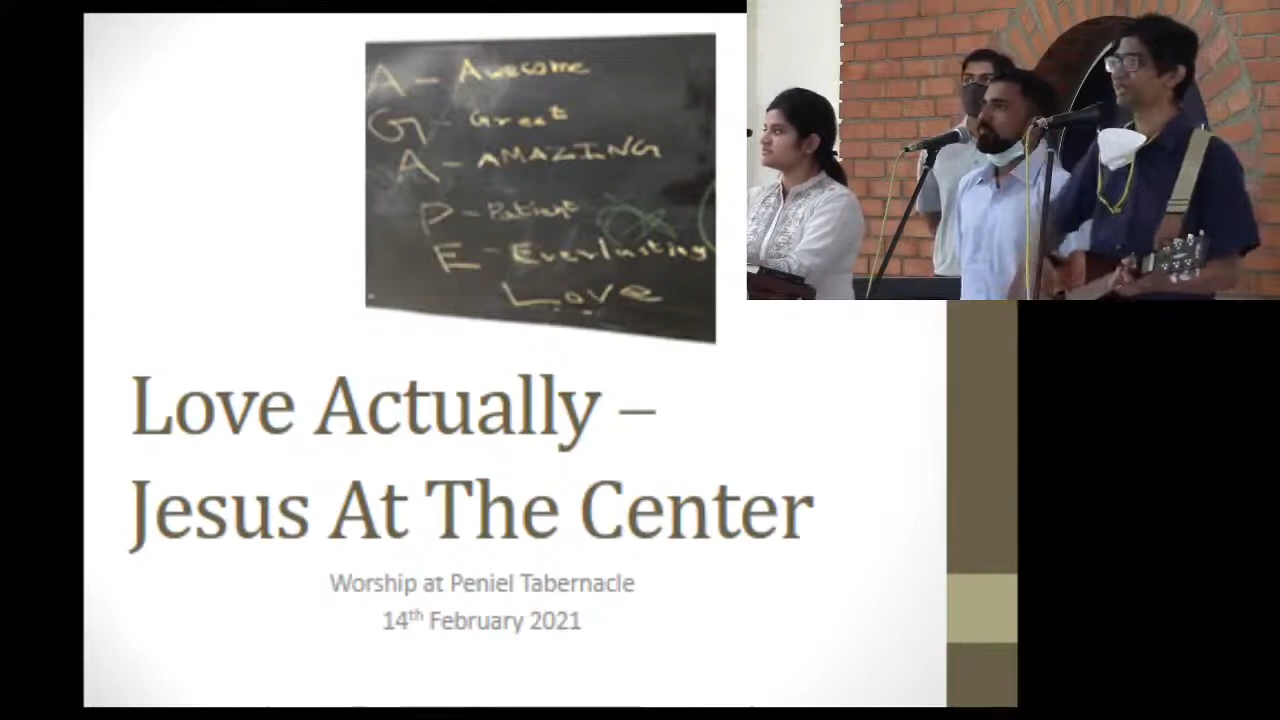 A - Awesome
G - Great
A - AMAZING
P - Patient
E - Everlasting
Love
Love Actually –
Jesus At The Center
Worship at Peniel Tabernacle
14th February 2021